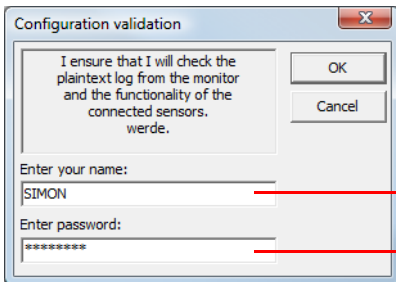 Configuration validation
I ensure that I will check the
plaintext log from the monitor
and the functionality of the
connected sensors.
werde.
OK
Cancel
Enter your name:
SIMON
Enter password:
********